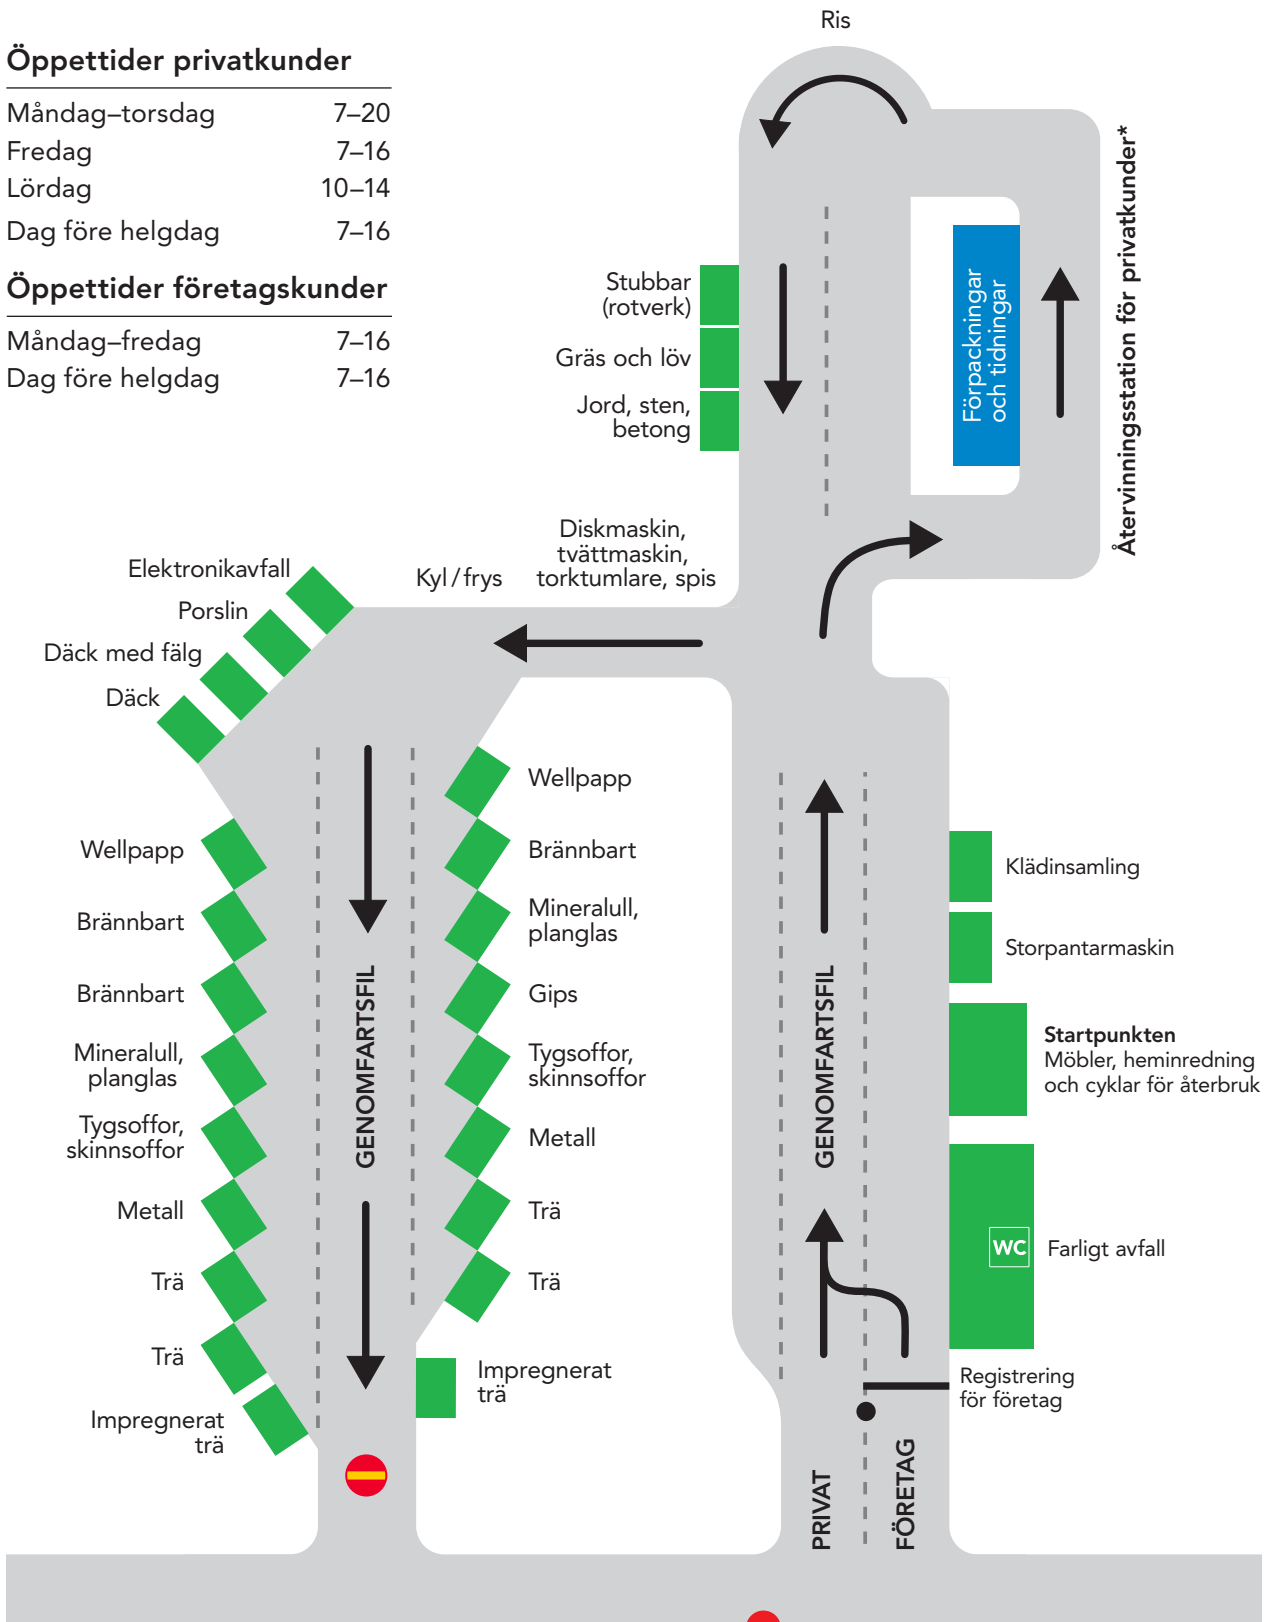 Öppettider privatkunder
Måndag–torsdag 7–20
Fredag 7–16
Lördag 10–14
Dag före helgdag 7–16
Öppettider företagskunder
Måndag–fredag 7–16
Dag före helgdag 7–16
Ris
Återvinningsstation för privatkunder*
Förpackningar
och tidningar
Stubbar
(rotverk)
Gräs och löv
Jord, sten,
betong
Diskmaskin,
tvättmaskin,
torktumlare, spis
Kyl/frys
Elektronikavfall
Porslin
Däck med fälg
Däck
Wellpapp
Brännbart
Brännbart
Mineralull,
planglas
Tygsoffor,
skinnsoffor
Metall
Trä
Trä
Impregnerat
trä
GENOMFARTSFIL
Wellpapp
Brännbart
Mineralull,
planglas
Gips
Tygsoffor,
skinnsoffor
Metall
Trä
Trä
Impregnerat
trä
GENOMFARTSFIL
Klädinsamling
Storpantarmaskin
Startpunkten
Möbler, heminredning
och cyklar för återbruk
WC
Farligt avfall
Registrering
för företag
PRIVAT
FÖRETAG